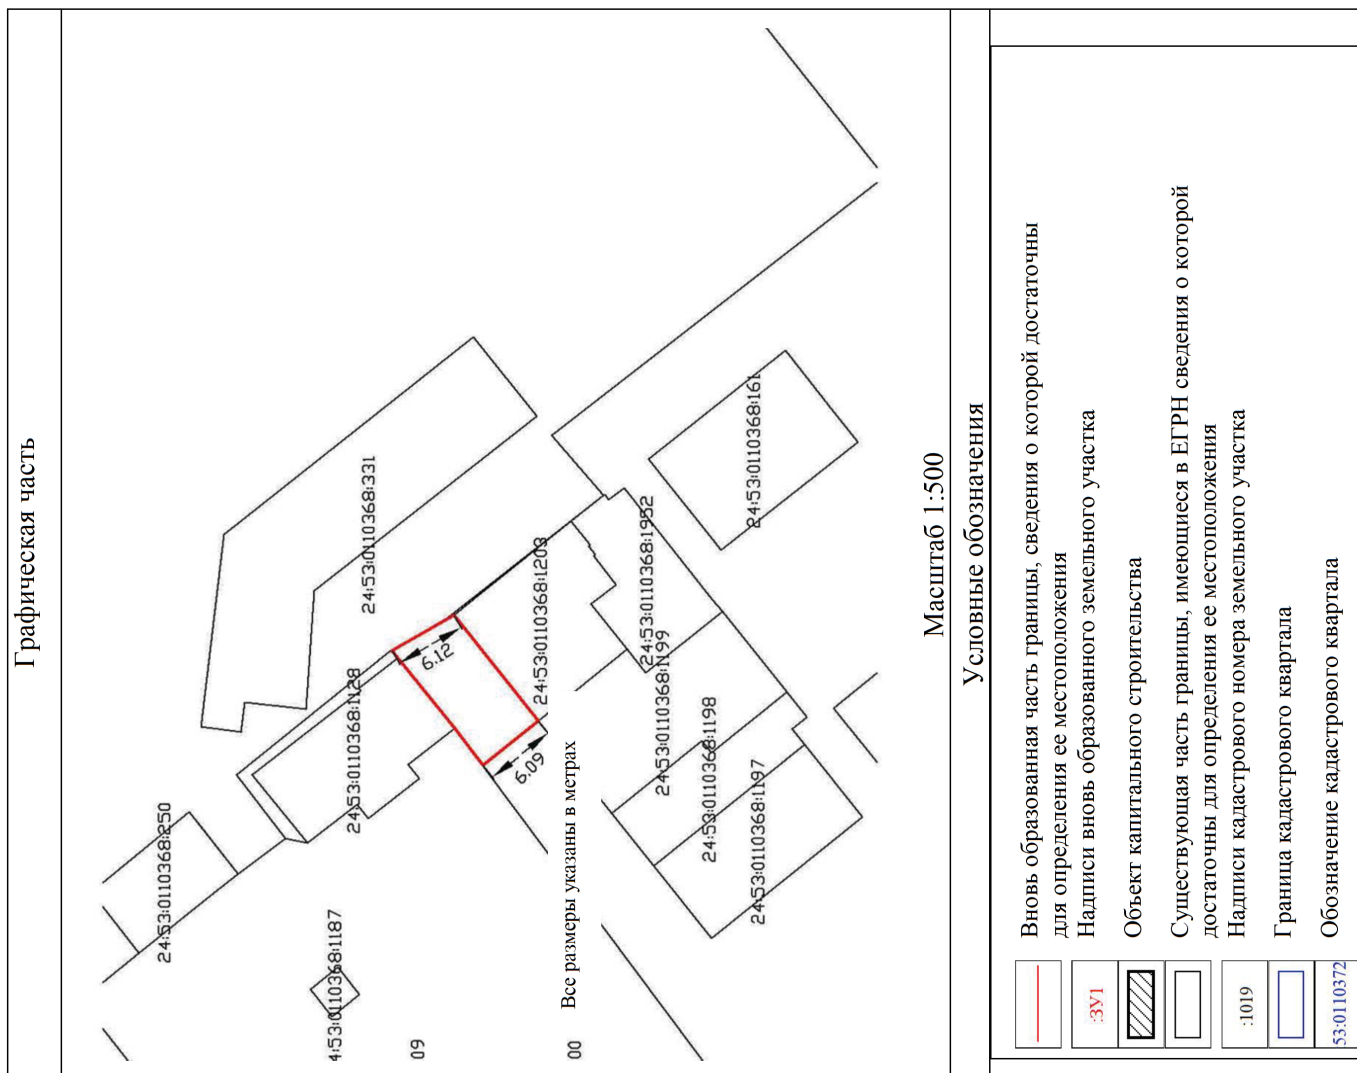 Графическая часть
24:53:0110368:250
4:53:0110368:1187
24:53:0110368:1128
24:53:0110368:331
09
6.12
6.09
24:53:0110368:1203
00
Все размеры указаны в метрах
24:53:0110368:1952
24:53:0110368:1199
24:53:0110368:1198
24:53:0110368:1197
24:53:0110368:161
Масштаб 1:500
Условные обозначения
Вновь образованная часть границы, сведения о которой достаточны
для определения ее местоположения
:ЗУ1
Надписи вновь образованного земельного участка
Объект капитального строительства
Существующая часть границы, имеющиеся в ЕГРН сведения о которой
достаточны для определения ее местоположения
:1019
Надписи кадастрового номера земельного участка
Граница кадастрового квартала
53:0110372
Обозначение кадастрового квартала